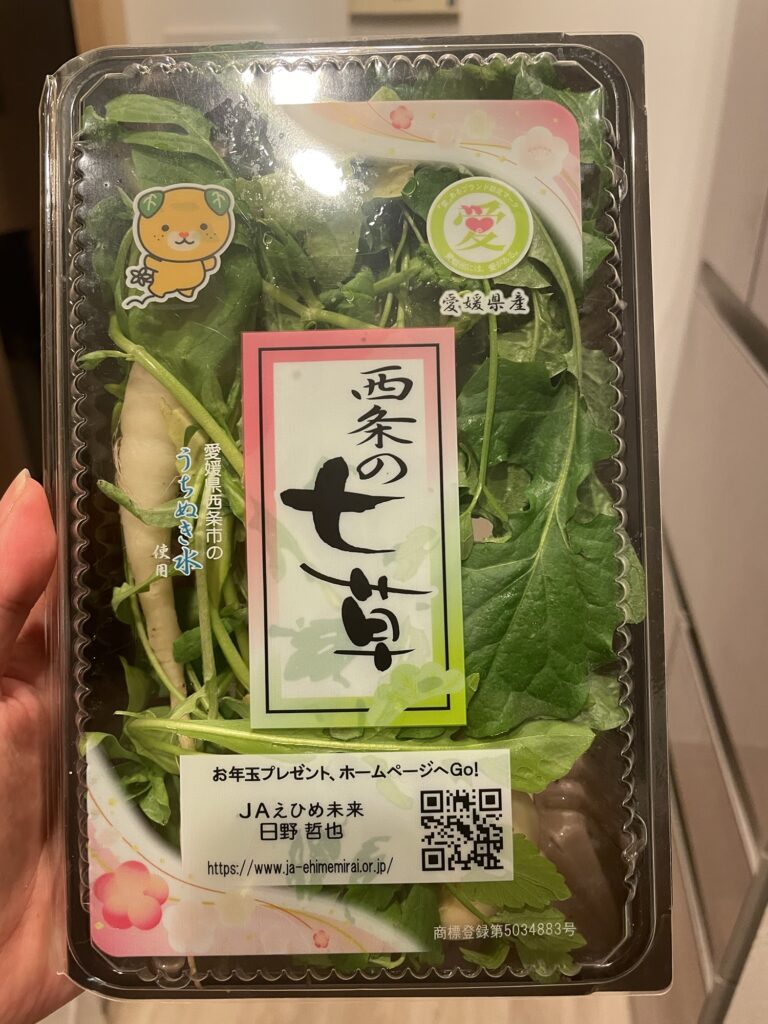 愛
愛媛県産
西条の
七草
愛媛県西条市の
うちぬき水
使用
お年玉プレゼント、ホームページへGo!
JAえひめ未来
日野 哲也
https://www.ja-ehimemirai.or.jp/
商標登録第5034883号